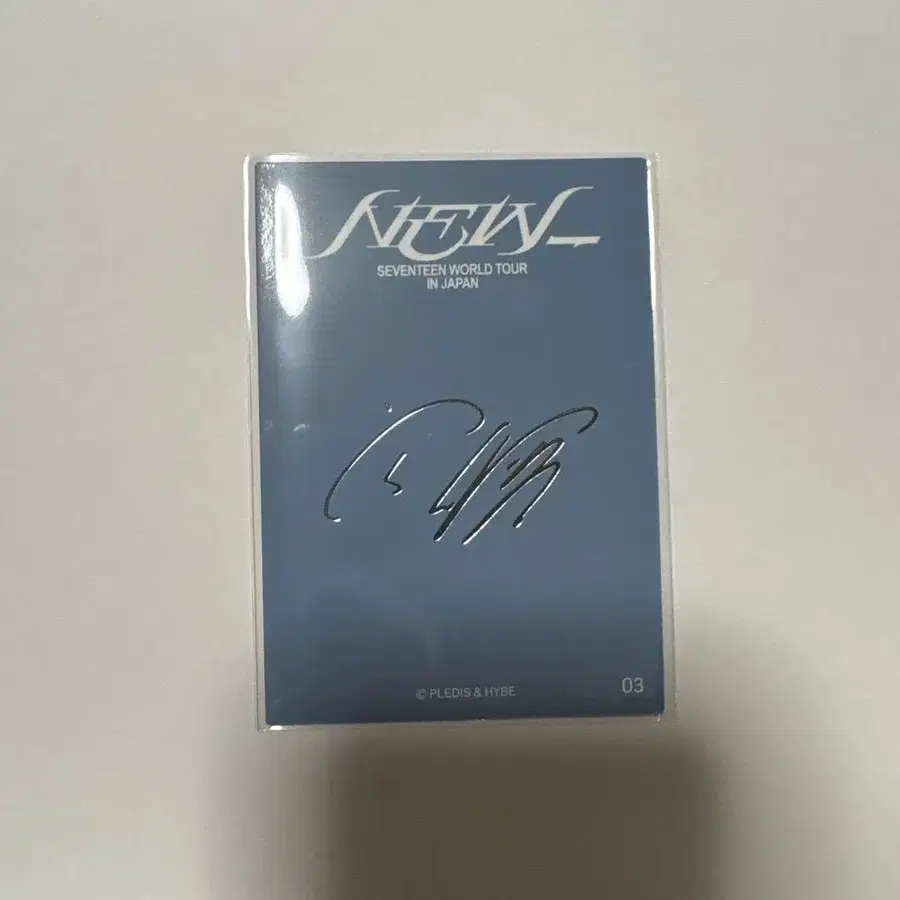 NEW_
SEVENTEEN WORLD TOUR
IN JAPAN
© PLEDIS & HYBE
03